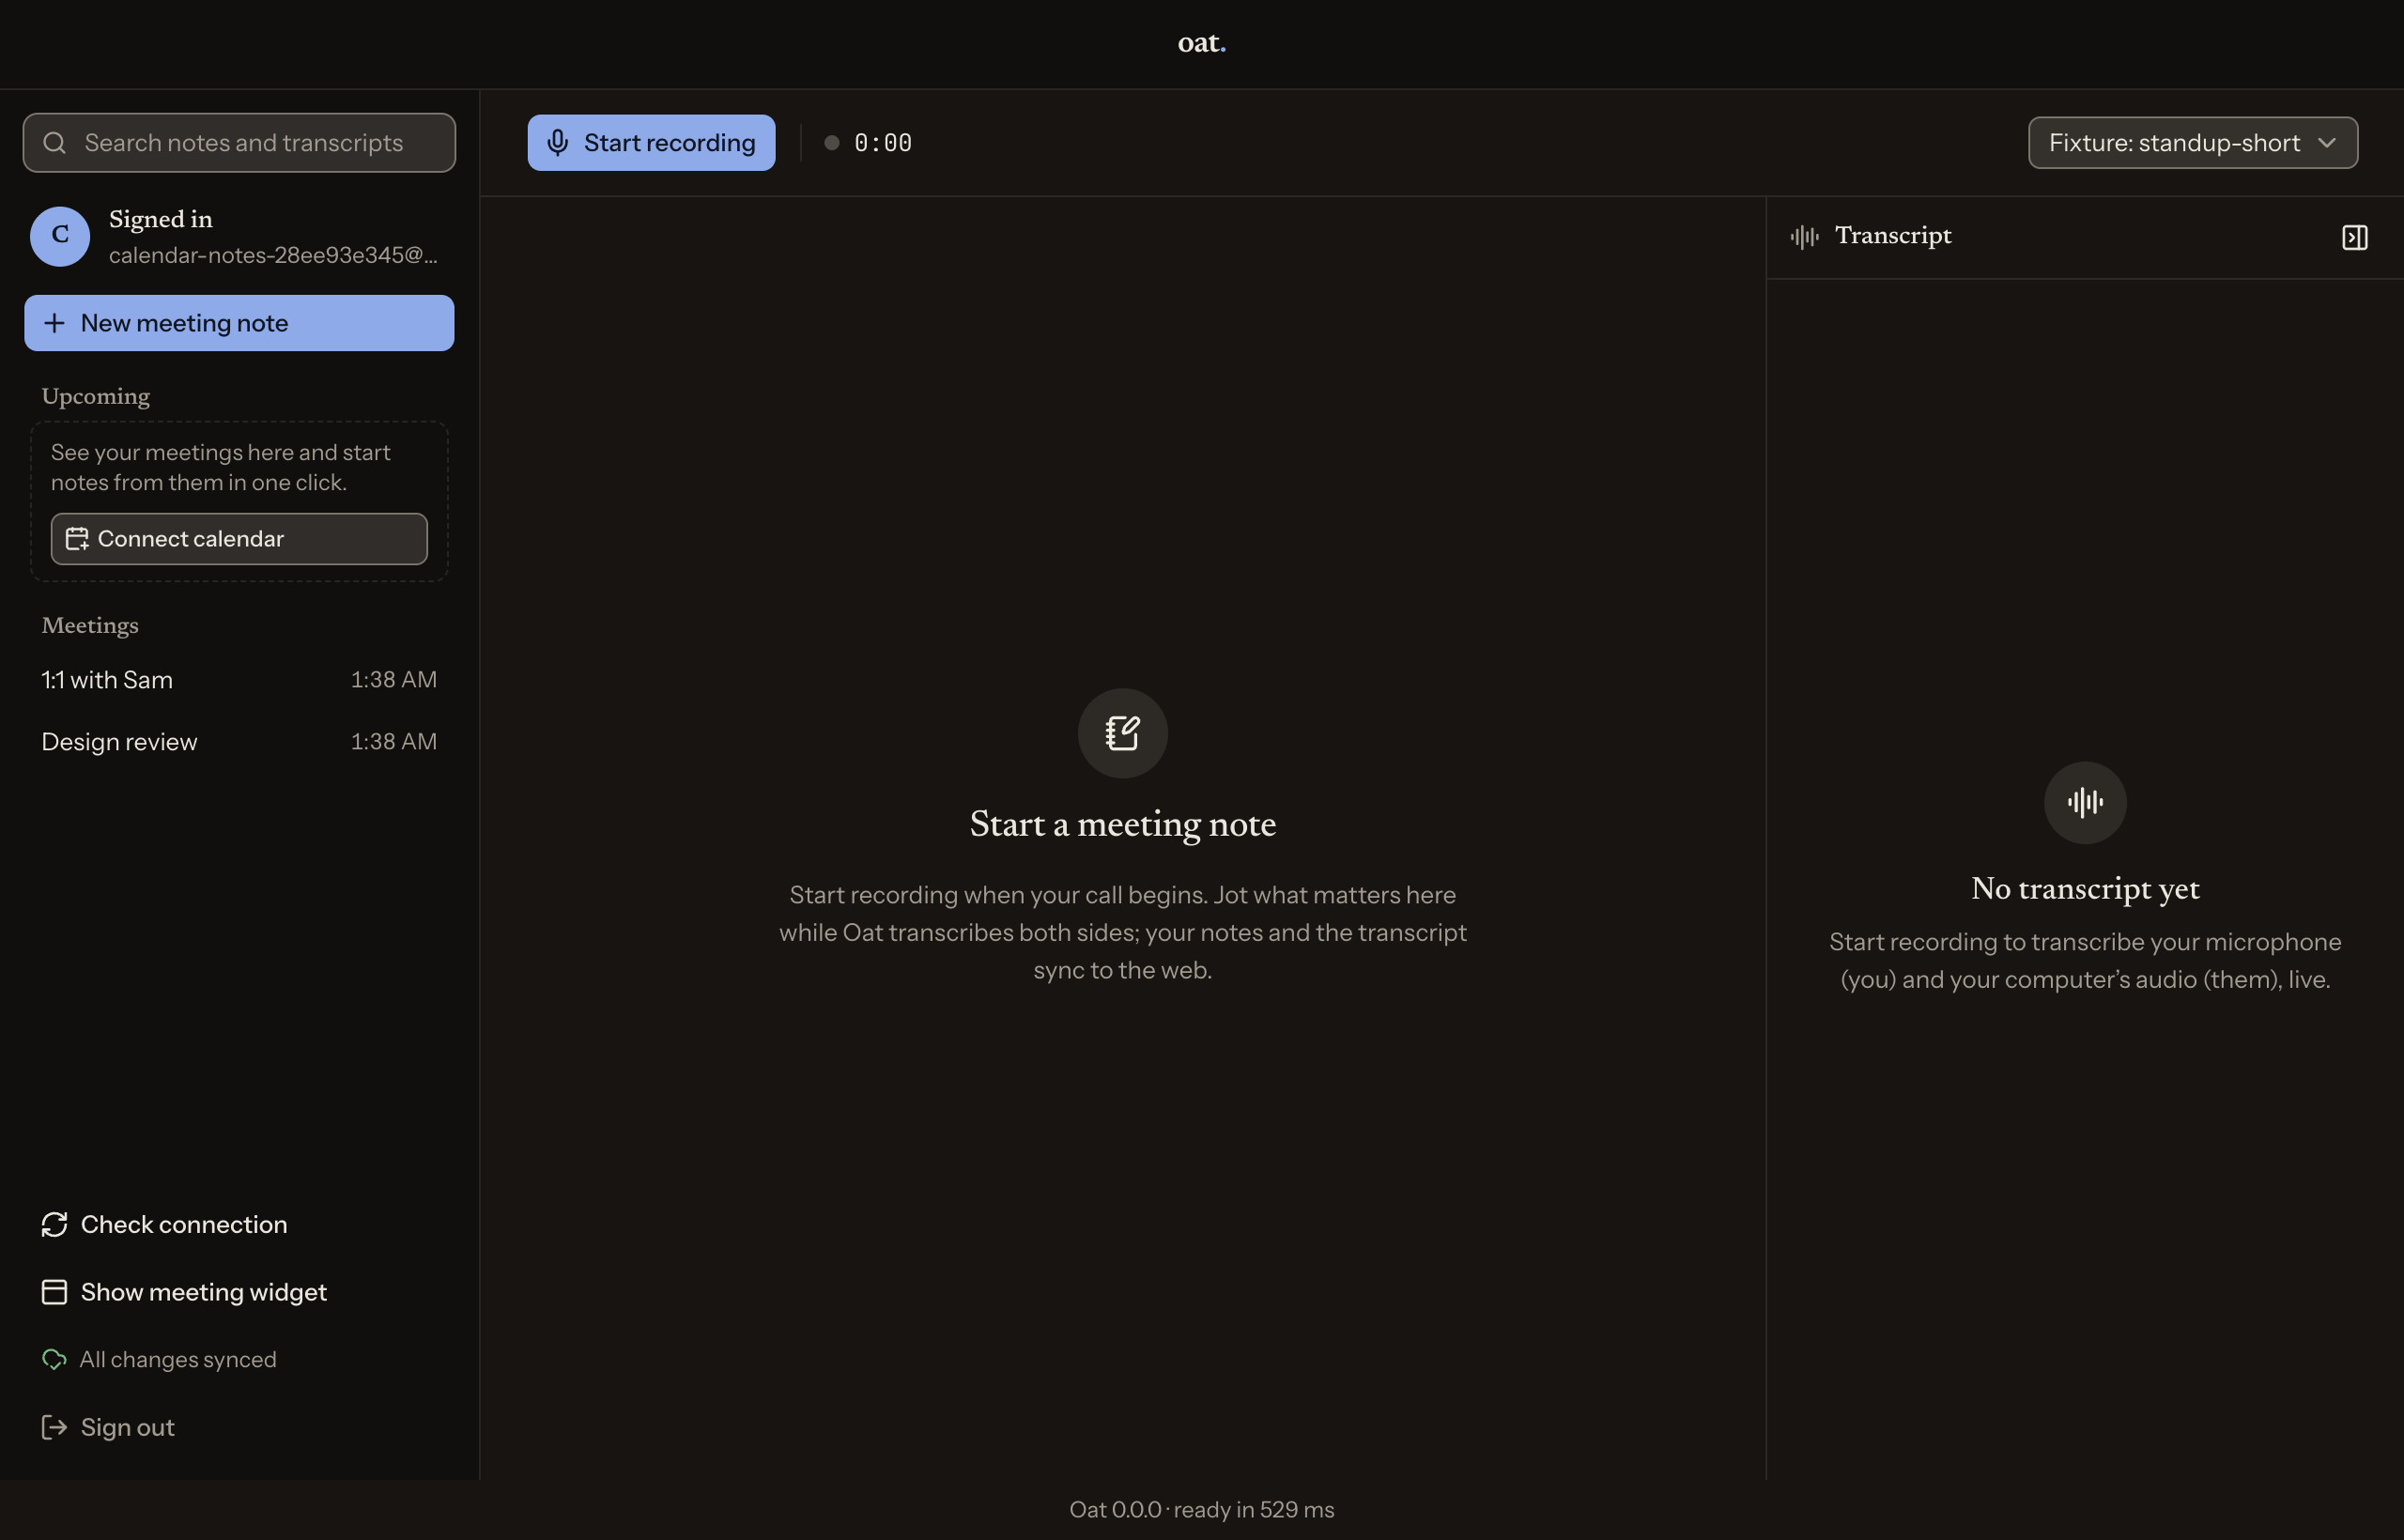 oat.
Search notes and transcripts
C
Signed in
calendar-notes-28ee93e345@...
New meeting note
Upcoming
See your meetings here and start
notes from them in one click.
Connect calendar
Meetings
1:1 with Sam 1:38 AM
Design review 1:38 AM
Check connection
Show meeting widget
All changes synced
Sign out
Start recording
0:00
Fixture: standup-short
Start a meeting note
Start recording when your call begins. Jot what matters here
while Oat transcribes both sides; your notes and the transcript
sync to the web.
Transcript
No transcript yet
Start recording to transcribe your microphone
(you) and your computer’s audio (them), live.
Oat 0.0.0 · ready in 529 ms